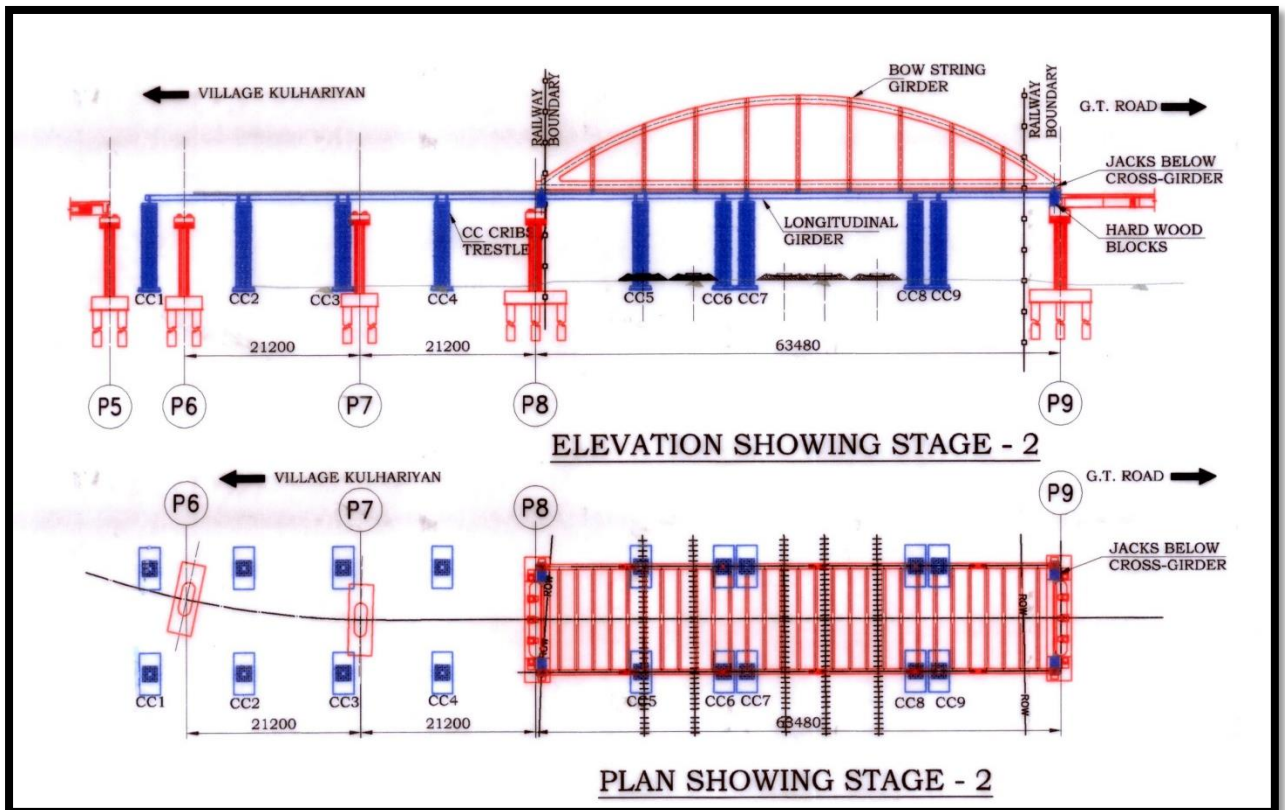 VILLAGE KULHARIYAN
RAILWAY
BOUNDARY
BOW STRING
GIRDER
RAILWAY
BOUNDARY
G.T. ROAD
JACKS BELOW
CROSS-GIRDER
CC CRIBS
TRESTLE
LONGITUDINAL
GIRDER
HARD WOOD
BLOCKS
CC1 CC2 CC3 CC4 CC5 CC6 CC7 CC8 CC9
21200 21200 63480
P5 P6 P7 P8 P9
ELEVATION SHOWING STAGE - 2
VILLAGE KULHARIYAN
G.T. ROAD
P6 P7 P8 P9
JACKS BELOW
CROSS-GIRDER
ROW
ROW
ROW
ROW
CC1 CC2 CC3 CC4 CC5 CC6 CC7 CC8 CC9
21200 21200 63480
PLAN SHOWING STAGE - 2